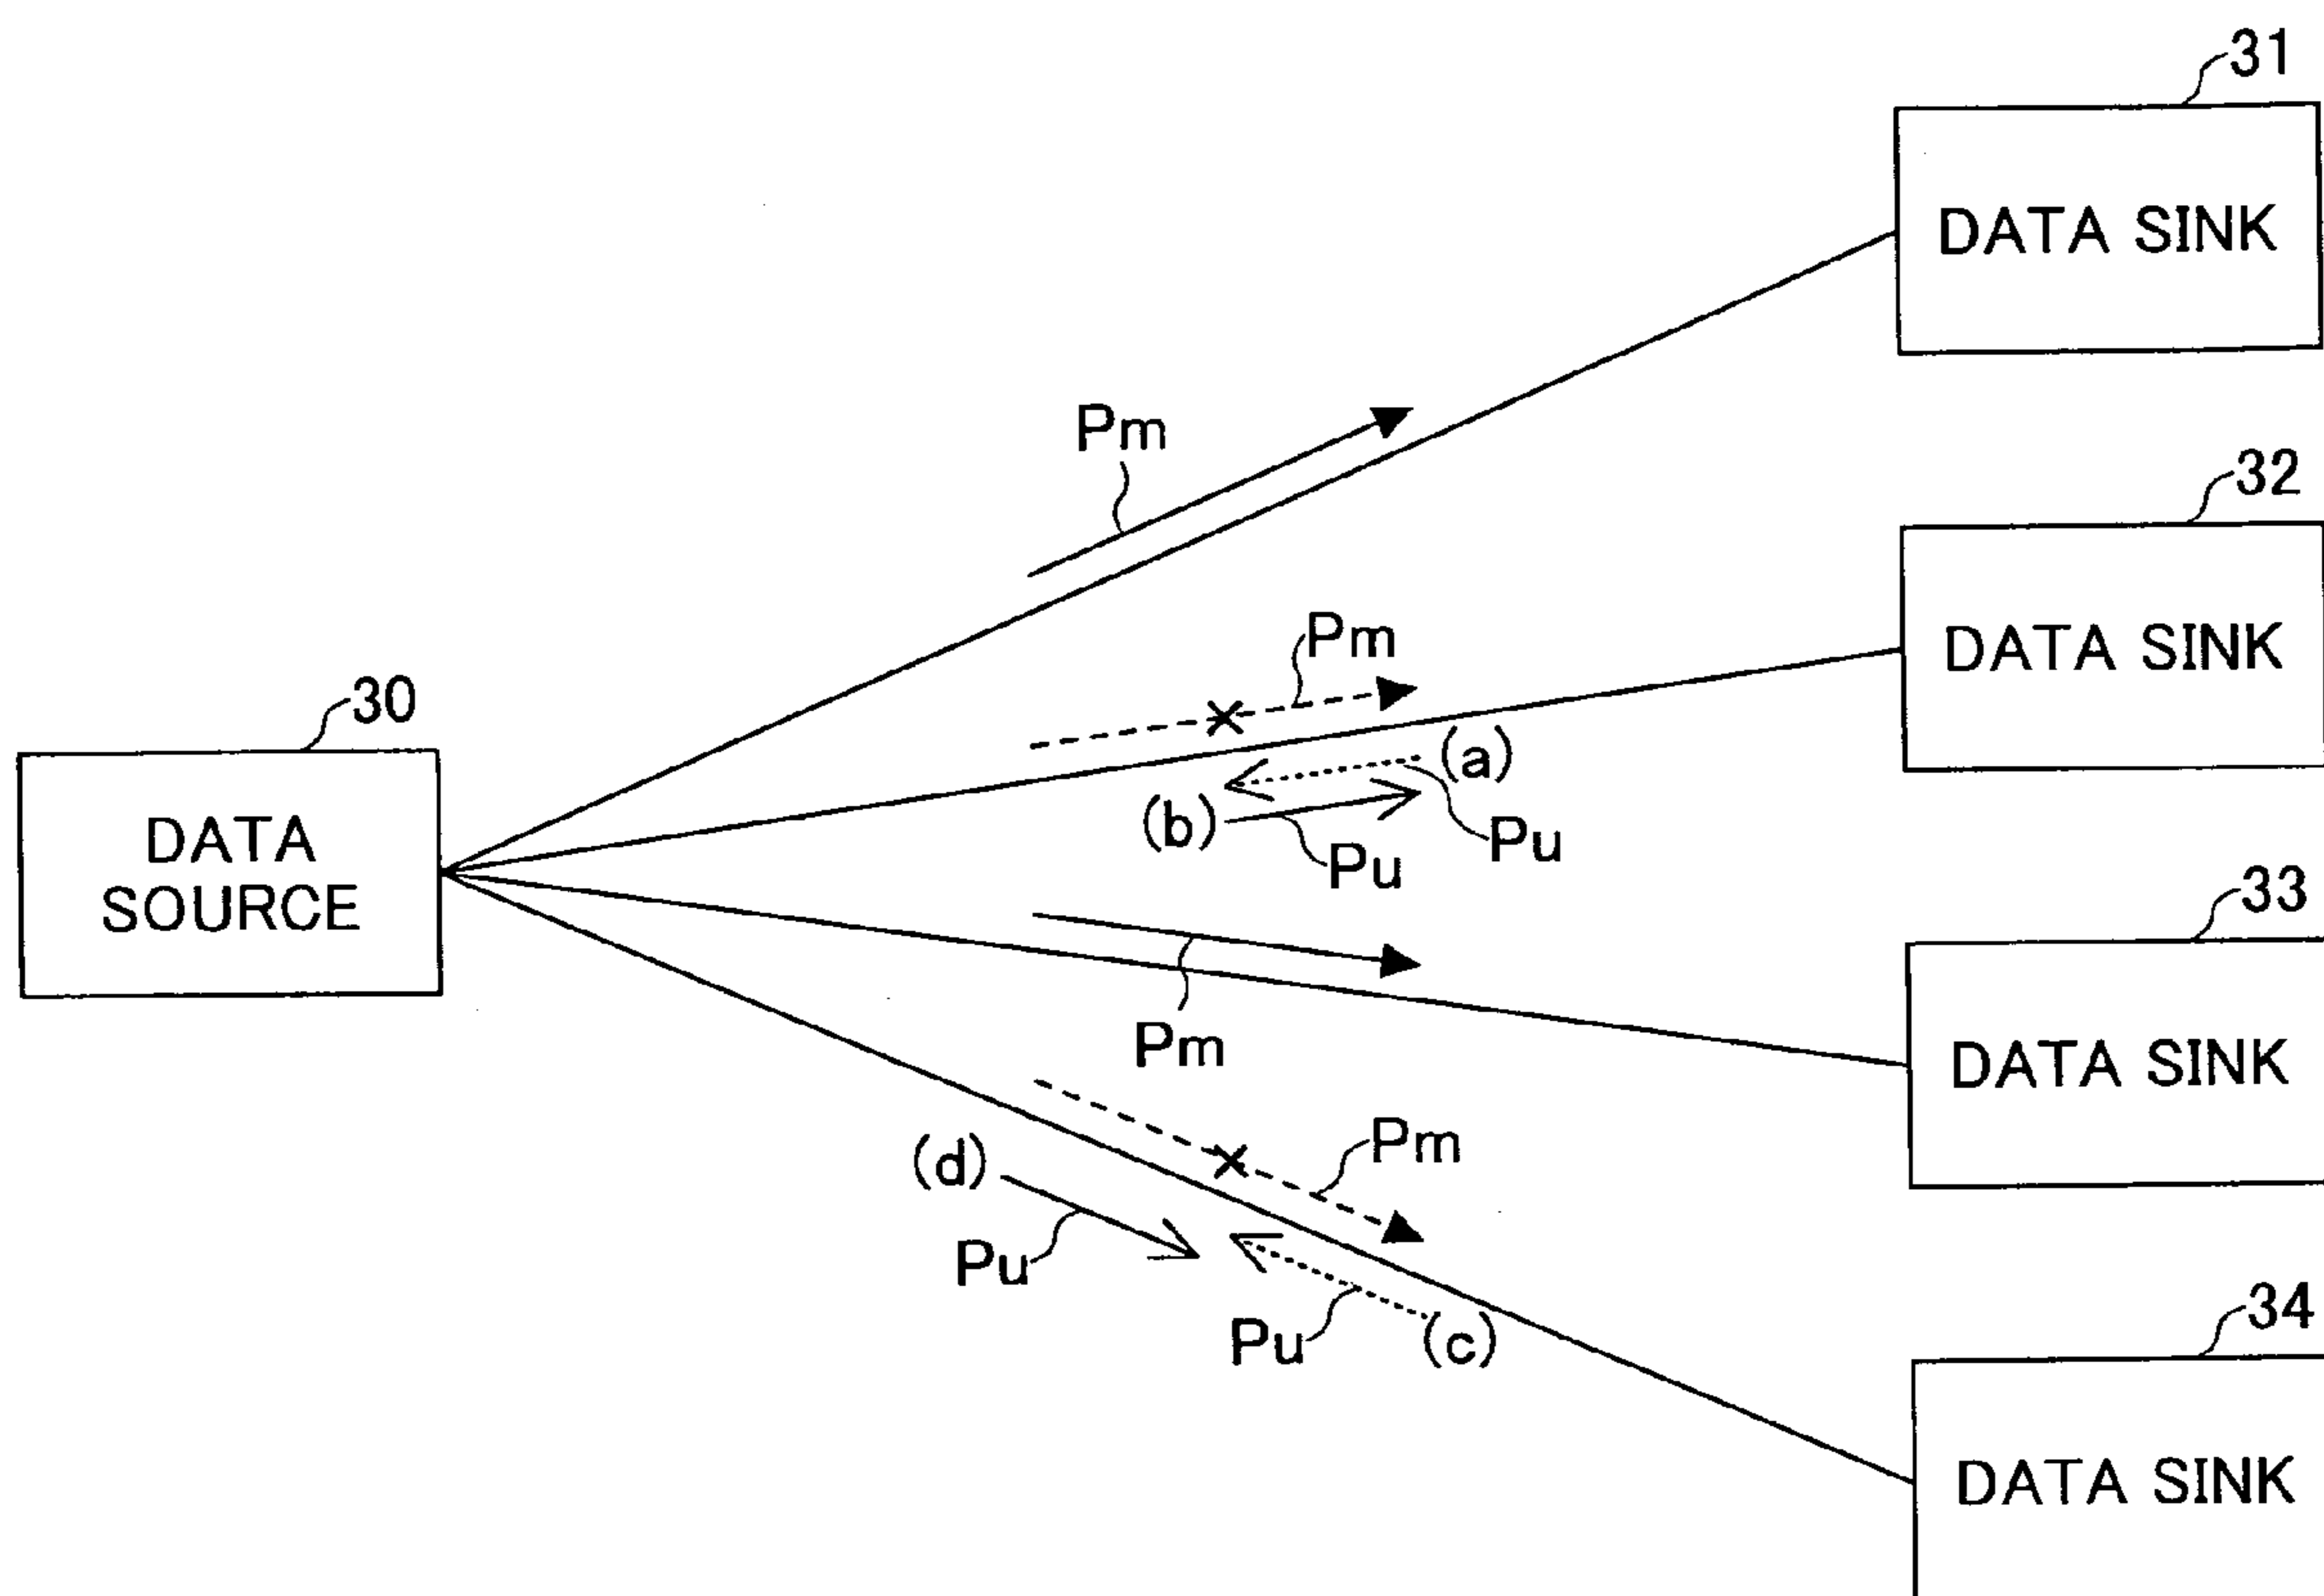 31
DATA SINK
Pm
32
Pm
DATA SINK
30
(a)
(b)
Pu
Pu
DATA
SOURCE
33
Pm
DATA SINK
Pm
(d)
Pu
Pu
(c)
34
DATA SINK